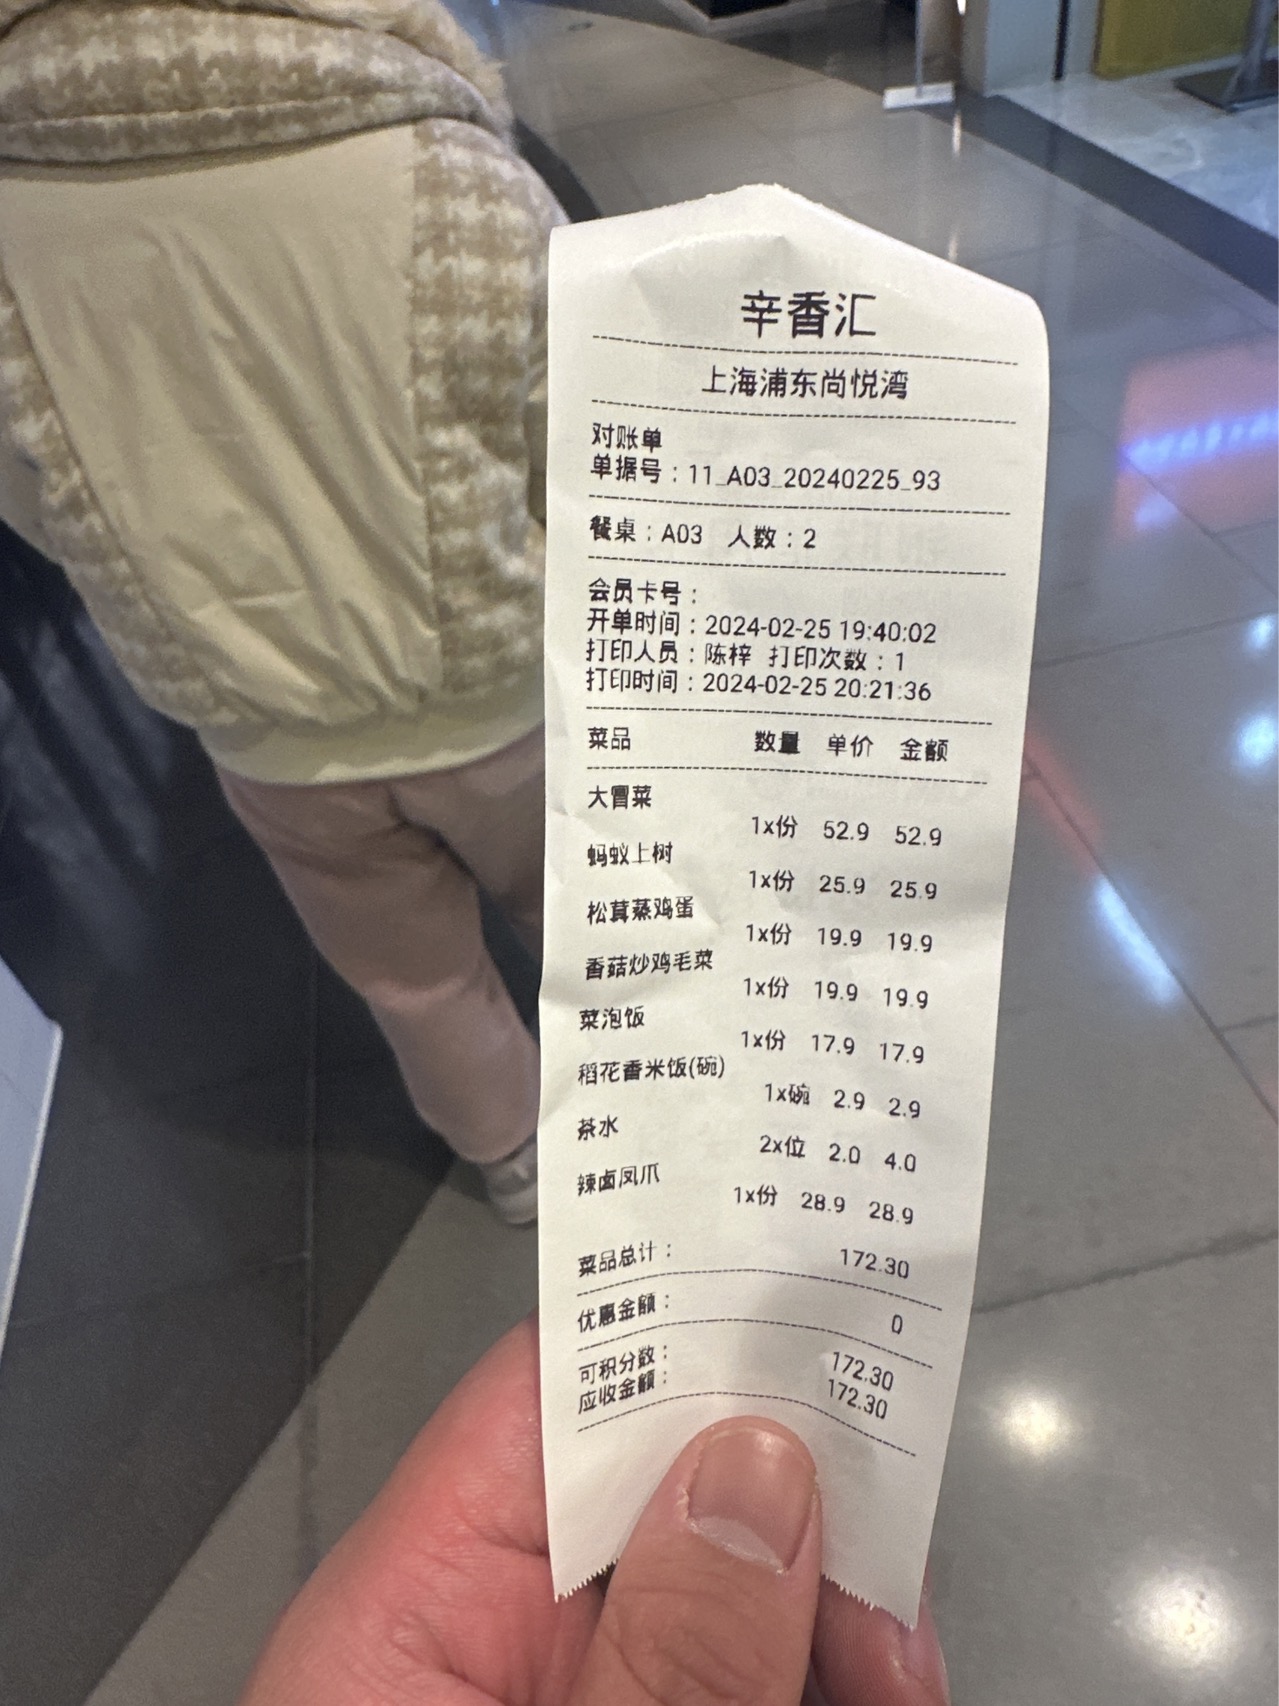 辛香汇
上海浦东尚悦湾
对账单
单据号：11_A03_20240225_93
餐桌：A03 人数：2
会员卡号：
开单时间：2024-02-25 19:40:02
打印人员：陈梓 打印次数：1
打印时间：2024-02-25 20:21:36
菜品 数量 单价 金额
大冒菜
1x份 52.9 52.9
蚂蚁上树
1x份 25.9 25.9
松茸蒸鸡蛋
1x份 19.9 19.9
香菇炒鸡毛菜
1x份 19.9 19.9
菜泡饭
1x份 17.9 17.9
稻花香米饭(碗)
1x碗 2.9 2.9
茶水
2x位 2.0 4.0
辣卤凤爪
1x份 28.9 28.9
菜品总计： 172.30
优惠金额： 0
可积分数： 172.30
应收金额： 172.30